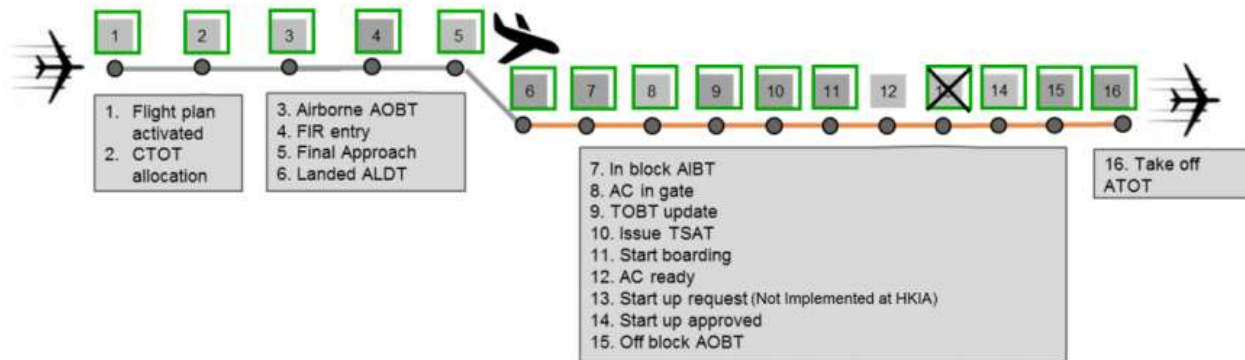 1
2
3
4
5
6
7
8
9
10
11
12
14
15
16
1. Flight plan
activated
2. CTOT
allocation
3. Airborne AOBT
4. FIR entry
5. Final Approach
6. Landed ALDT
7. In block AIBT
8. AC in gate
9. TOBT update
10. Issue TSAT
11. Start boarding
12. AC ready
13. Start up request (Not Implemented at HKIA)
14. Start up approved
15. Off block AOBT
16. Take off
ATOT